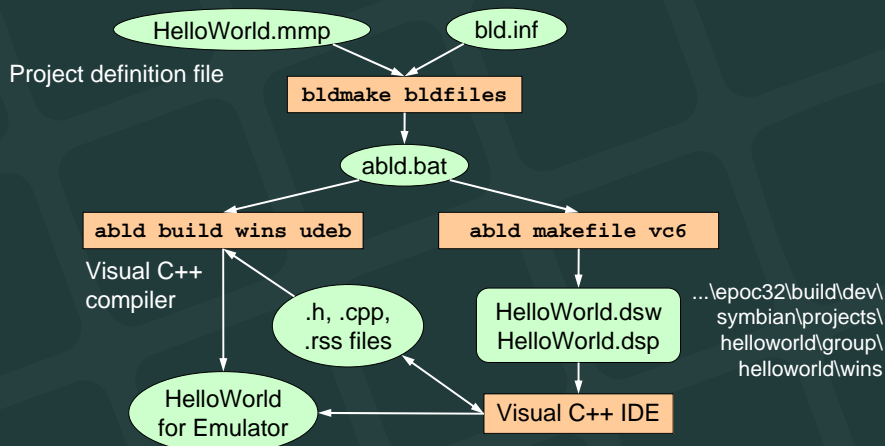 HelloWorld.mmp
bld.inf
Project definition file
bldmake bldfiles
abld.bat
abld build wins udeb
abld makefile vc6
Visual C++
compiler
.h, .cpp,
.rss files
HelloWorld.dsw
HelloWorld.dsp
...\epoc32\build\dev\
symbian\projects\
helloworld\group\
helloworld\wins
HelloWorld
for Emulator
Visual C++ IDE